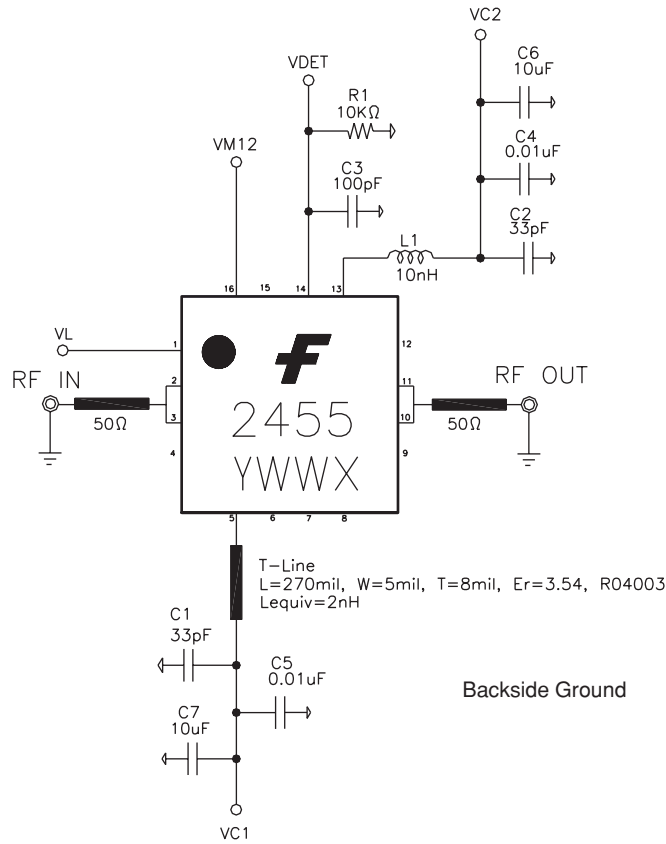 VC2
C6
10uF
VDET
R1
10KΩ
C4
0.01uF
VM12
C3
100pF
C2
33pF
L1
10nH
16
15
14
13
VL
1
12
RF IN
2
11
RF OUT
50Ω
3
2455
10
50Ω
4
YWWX
9
5
6
7
8
T-Line
L=270mil, W=5mil, T=8mil, Er=3.54, RO4003
Lequiv=2nH
C1
33pF
C5
0.01uF
Backside Ground
C7
10uF
VC1